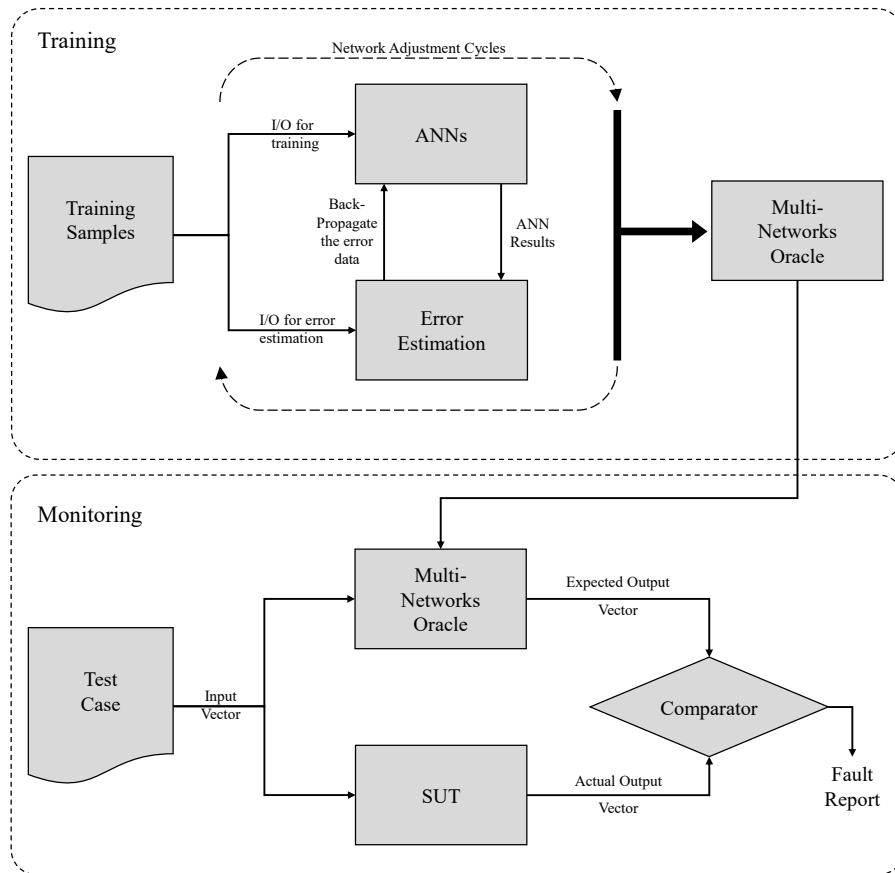 Training
Network Adjustment Cycles
I/O for
training
ANNs
Training
Samples
Back-
Propagate
the error
data
ANN
Results
Multi-
Networks
Oracle
I/O for error
estimation
Error
Estimation
Monitoring
Multi-
Networks
Oracle
Expected Output
Vector
Test
Case
Input
Vector
Comparator
SUT
Actual Output
Vector
Fault
Report